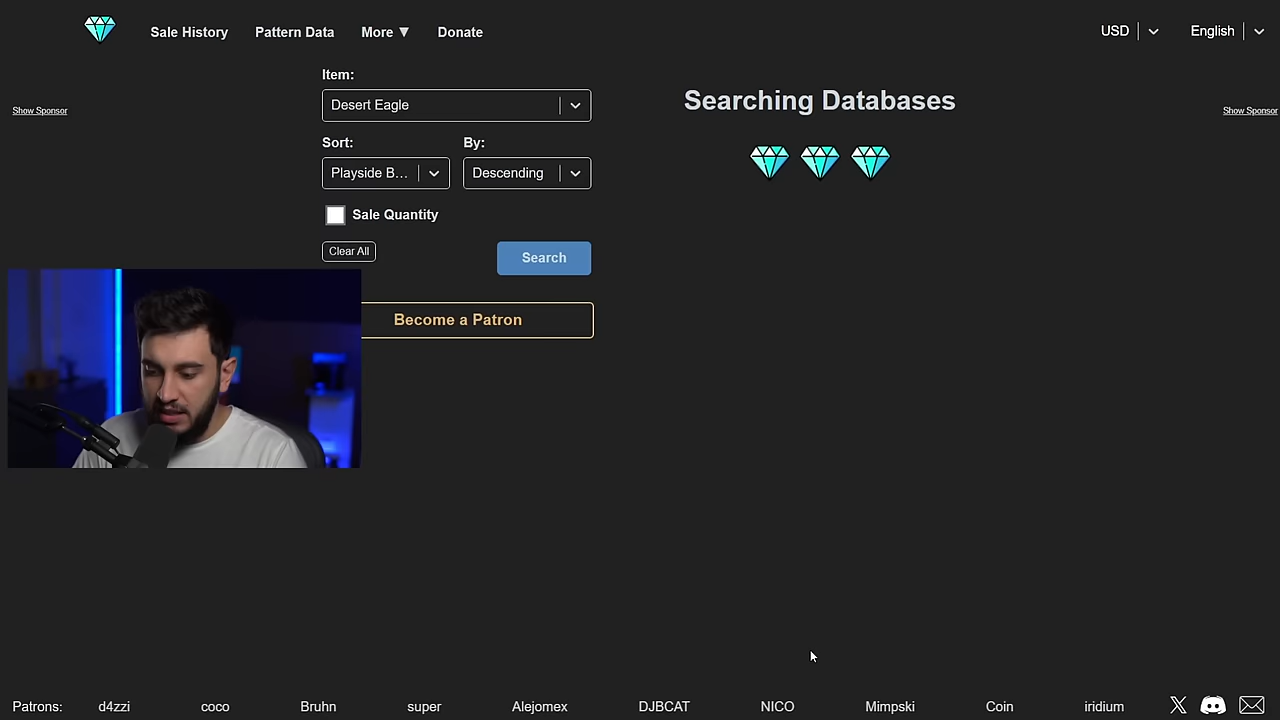 Sale History
Pattern Data
More ▼
Donate
USD
English
Show Sponsor
Item:
Desert Eagle
Sort:
By:
Playside B...
Descending
Sale Quantity
Clear All
Search
Become a Patron
Searching Databases
Show Sponsor
Patrons: d4zzi coco Bruhn super Alejomex DJBCAT NICO Mimpski Coin iridium